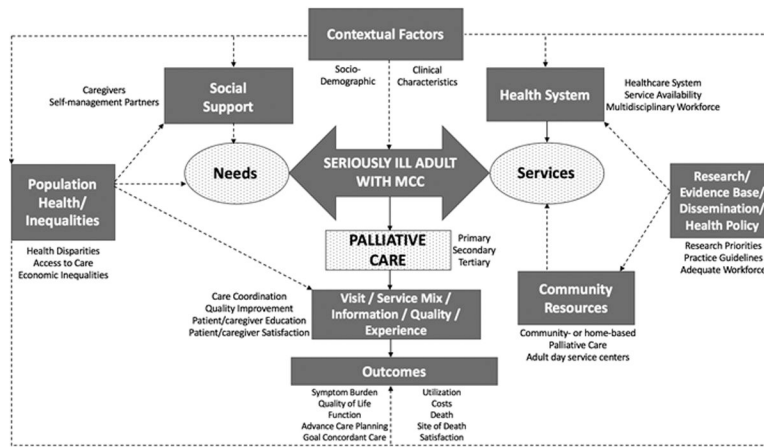 Contextual Factors
Socio-
Demographic
Clinical
Characteristics
Caregivers
Self-management Partners
Social
Support
Health System
Healthcare System
Service Availability
Multidisciplinary Workforce
Needs
SERIOUSLY ILL ADULT
WITH MCC
Services
Population
Health/
Inequalities
Health Disparities
Access to Care
Economic Inequalities
Research/
Evidence Base/
Dissemination/
Health Policy
Research Priorities
Practice Guidelines
Adequate Workforce
PALLIATIVE
CARE
Primary
Secondary
Tertiary
Care Coordination
Quality Improvement
Patient/caregiver Education
Patient/caregiver Satisfaction
Visit / Service Mix /
Information / Quality /
Experience
Community
Resources
Community- or home-based
Palliative Care
Adult day service centers
Outcomes
Symptom Burden
Quality of Life
Function
Advance Care Planning
Goal Concordant Care
Utilization
Costs
Death
Site of Death
Satisfaction